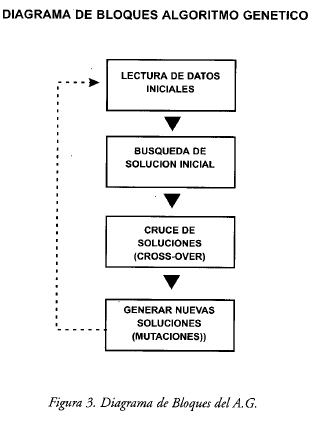 DIAGRAMA DE BLOQUES ALGORITMO GENETICO
LECTURA DE DATOS
INICIALES
BUSQUEDA DE
SOLUCION INICIAL
CRUCE DE
SOLUCIONES
(CROSS-OVER)
GENERAR NUEVAS
SOLUCIONES
(MUTACIONES))
Figura 3. Diagrama de Bloques del A.G.